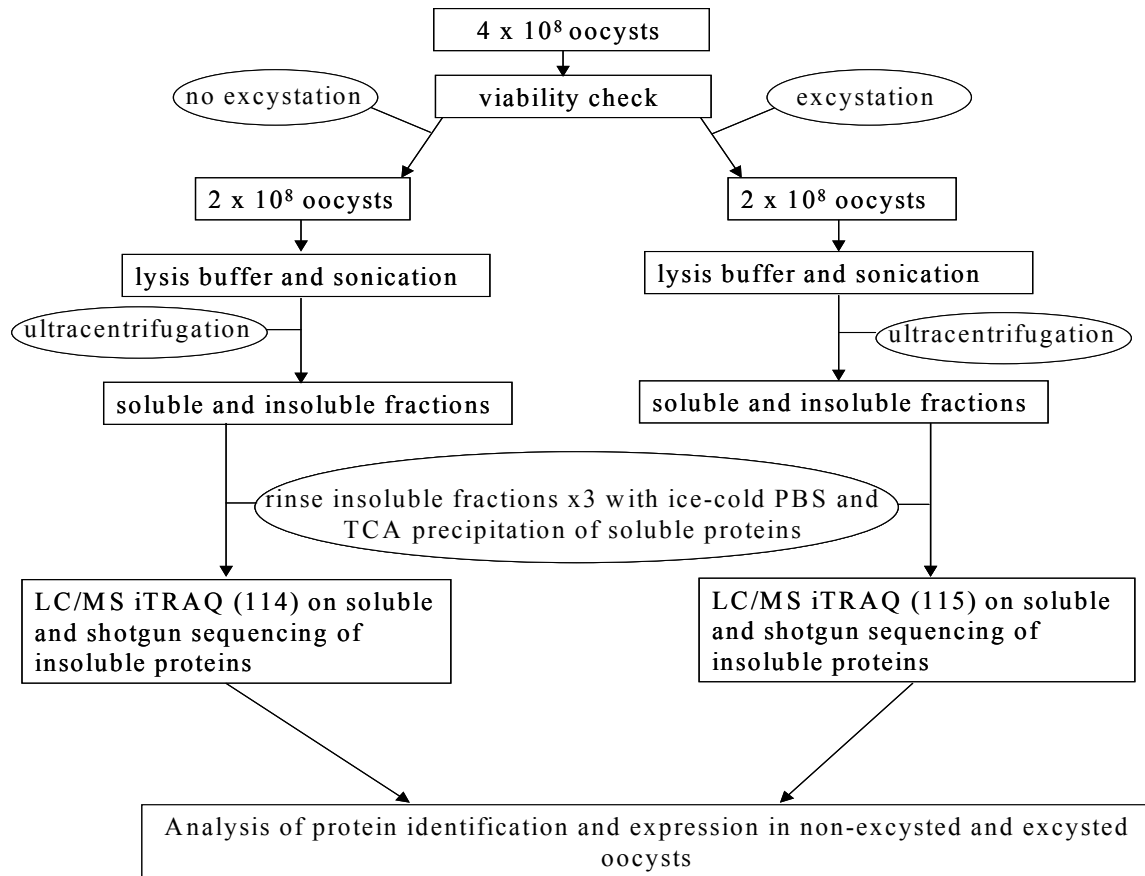 4 x 10⁸ oocysts
no excystation
viability check
excystation
2 x 10⁸ oocysts
2 x 10⁸ oocysts
lysis buffer and sonication
lysis buffer and sonication
ultracentrifugation
ultracentrifugation
soluble and insoluble fractions
soluble and insoluble fractions
rinse insoluble fractions x3 with ice-cold PBS and
TCA precipitation of soluble proteins
LC/MS iTRAQ (114) on soluble
and shotgun sequencing of
insoluble proteins
LC/MS iTRAQ (115) on soluble
and shotgun sequencing of
insoluble proteins
Analysis of protein identification and expression in non-excysted and excysted
oocysts